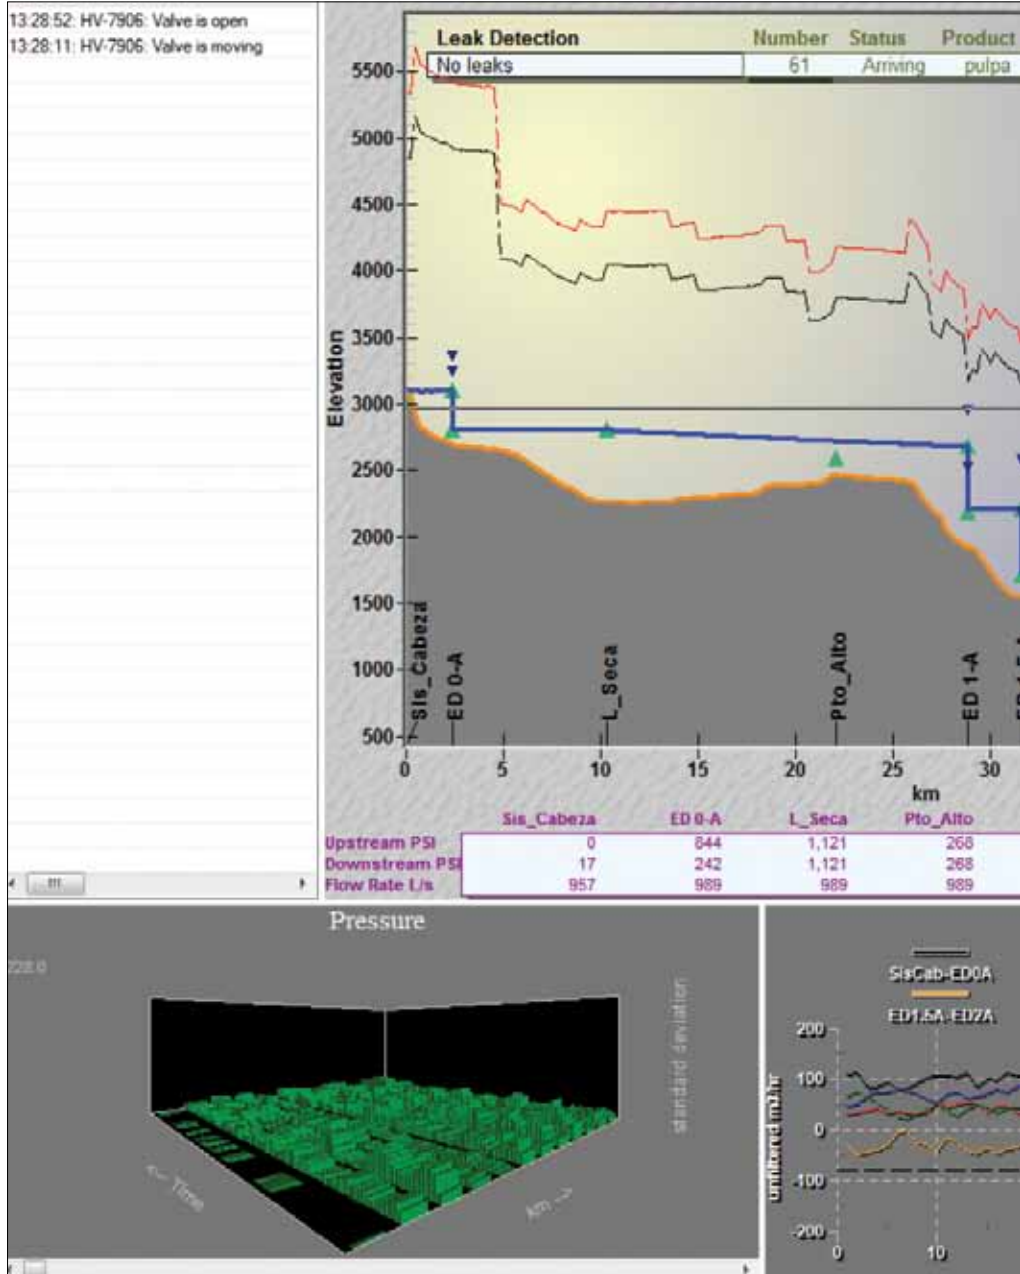 13:28:52: HV-7906: Valve is open
13:28:11: HV-7906: Valve is moving
Leak Detection Number Status Product
No leaks 61 Arriving pulpa
Elevation
5500
5000
4500
4000
3500
3000
2500
2000
1500
1000
500
Sis_Cabeza
ED 0-A
L_Seca
Pto_Alto
ED 1-A
0 5 10 15 20 25 30
km
Sis_Cabeza ED 0-A L_Seca Pto_Alto
Upstream PSI 0 844 1,121 268
Downstream PSI 17 242 1,121 268
Flow Rate L/s 957 989 989 989
Pressure
228.0
standard deviation
<-- Time
km -->
SisCab-ED0A
ED1.5A-ED2A
unfiltered m3/hr
200
100
0
-100
-200
0 10